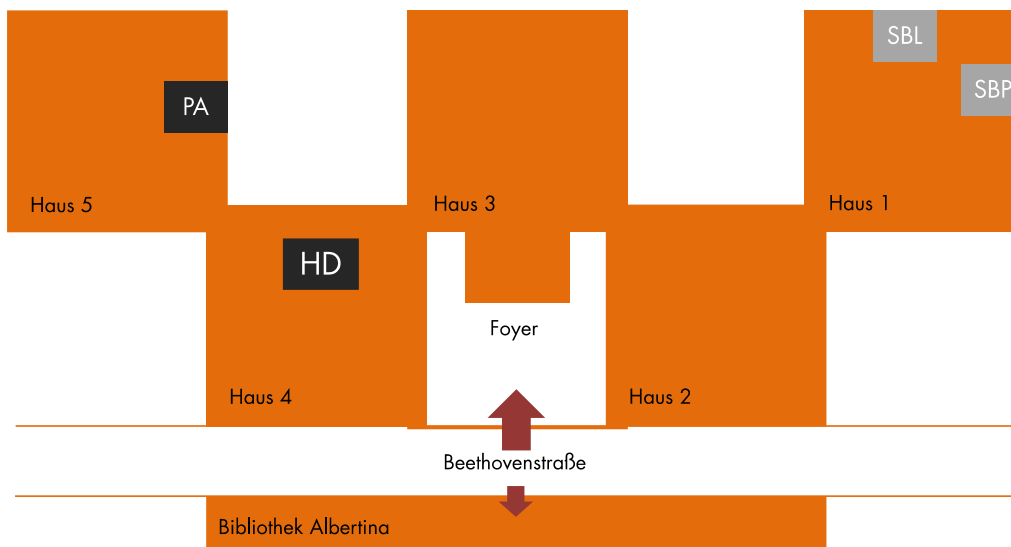 SBL
SBP
PA
Haus 5
Haus 3
Haus 1
HD
Foyer
Haus 4
Haus 2
Beethovenstraße
Bibliothek Albertina